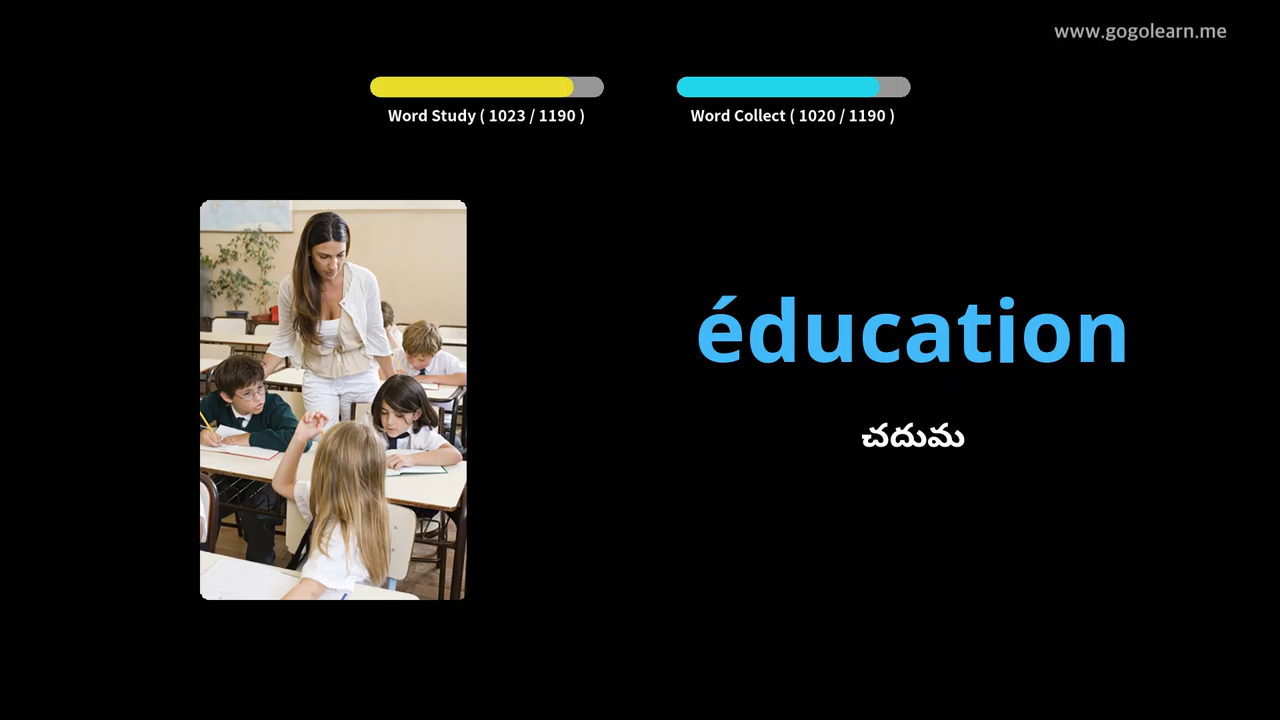 www.gogolearn.me
Word Study ( 1023 / 1190 )
Word Collect ( 1020 / 1190 )
éducation
చదుమ